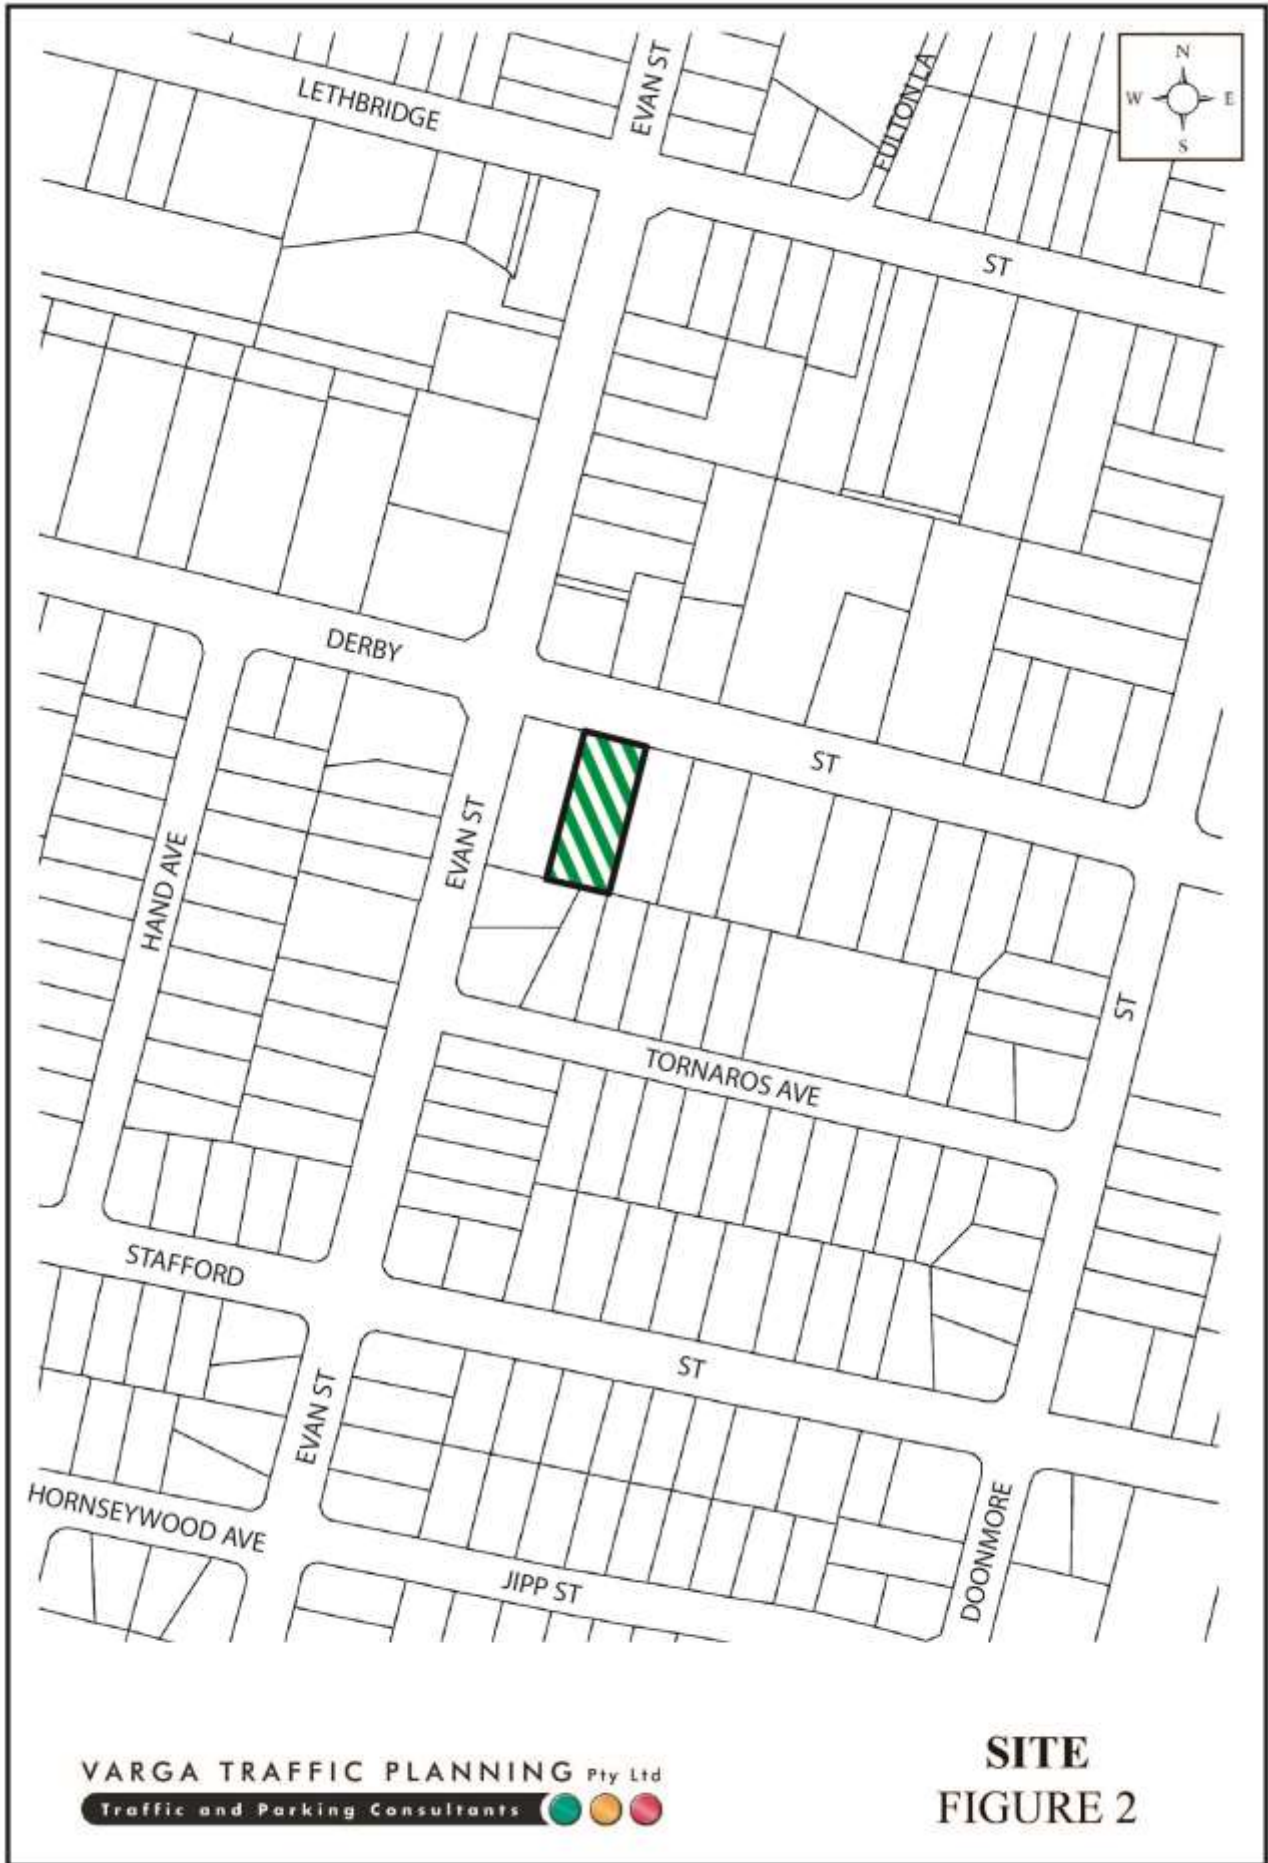 LETHBRIDGE
EVAN ST
FULTON LA
N
W
E
S
ST
DERBY
ST
EVAN ST
HAND AVE
ST
TORNAROS AVE
STAFFORD
ST
EVAN ST
HORNSEYWOOD AVE
JIPP ST
DOONMORE
VARGA TRAFFIC PLANNING Pty Ltd
Traffic and Parking Consultants
SITE
FIGURE 2